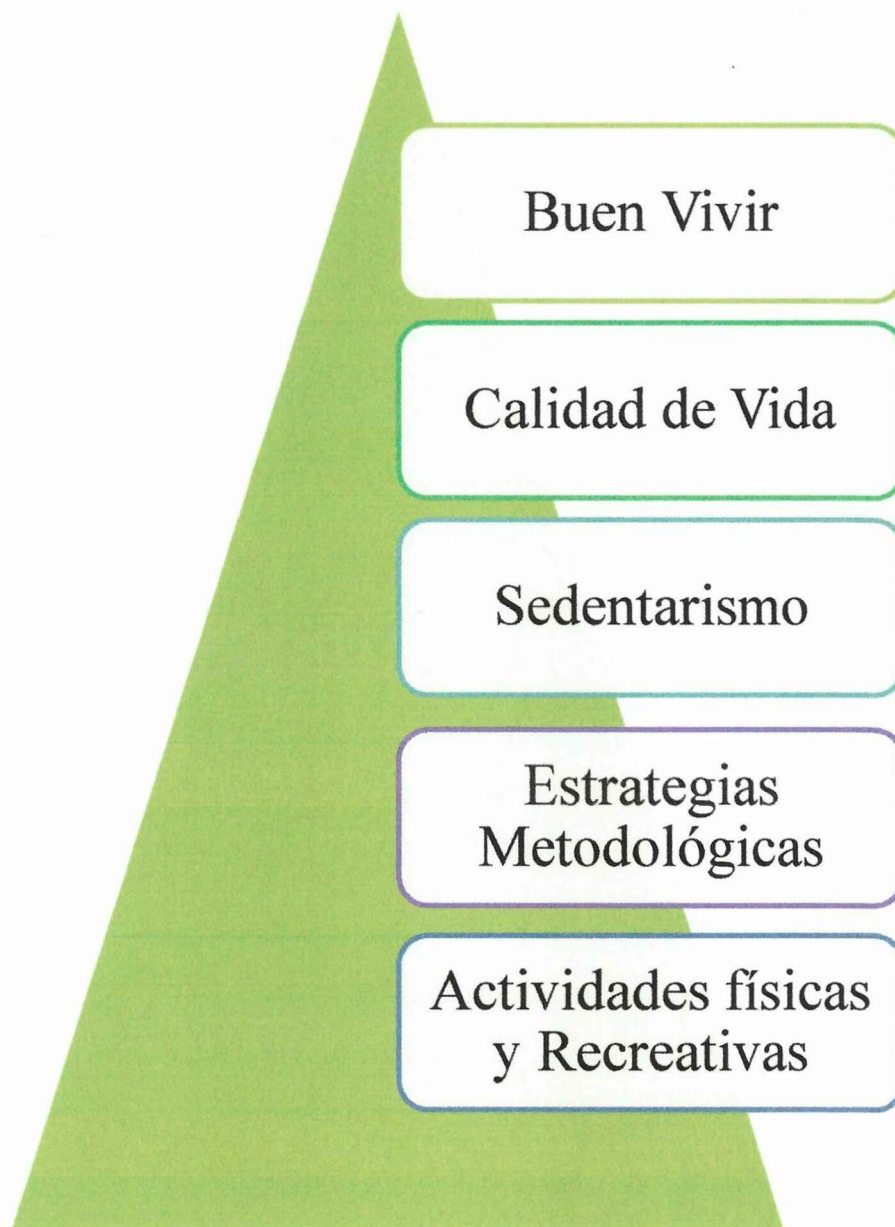 Buen Vivir
Calidad de Vida
Sedentarismo
Estrategias
Metodológicas
Actividades físicas
y Recreativas